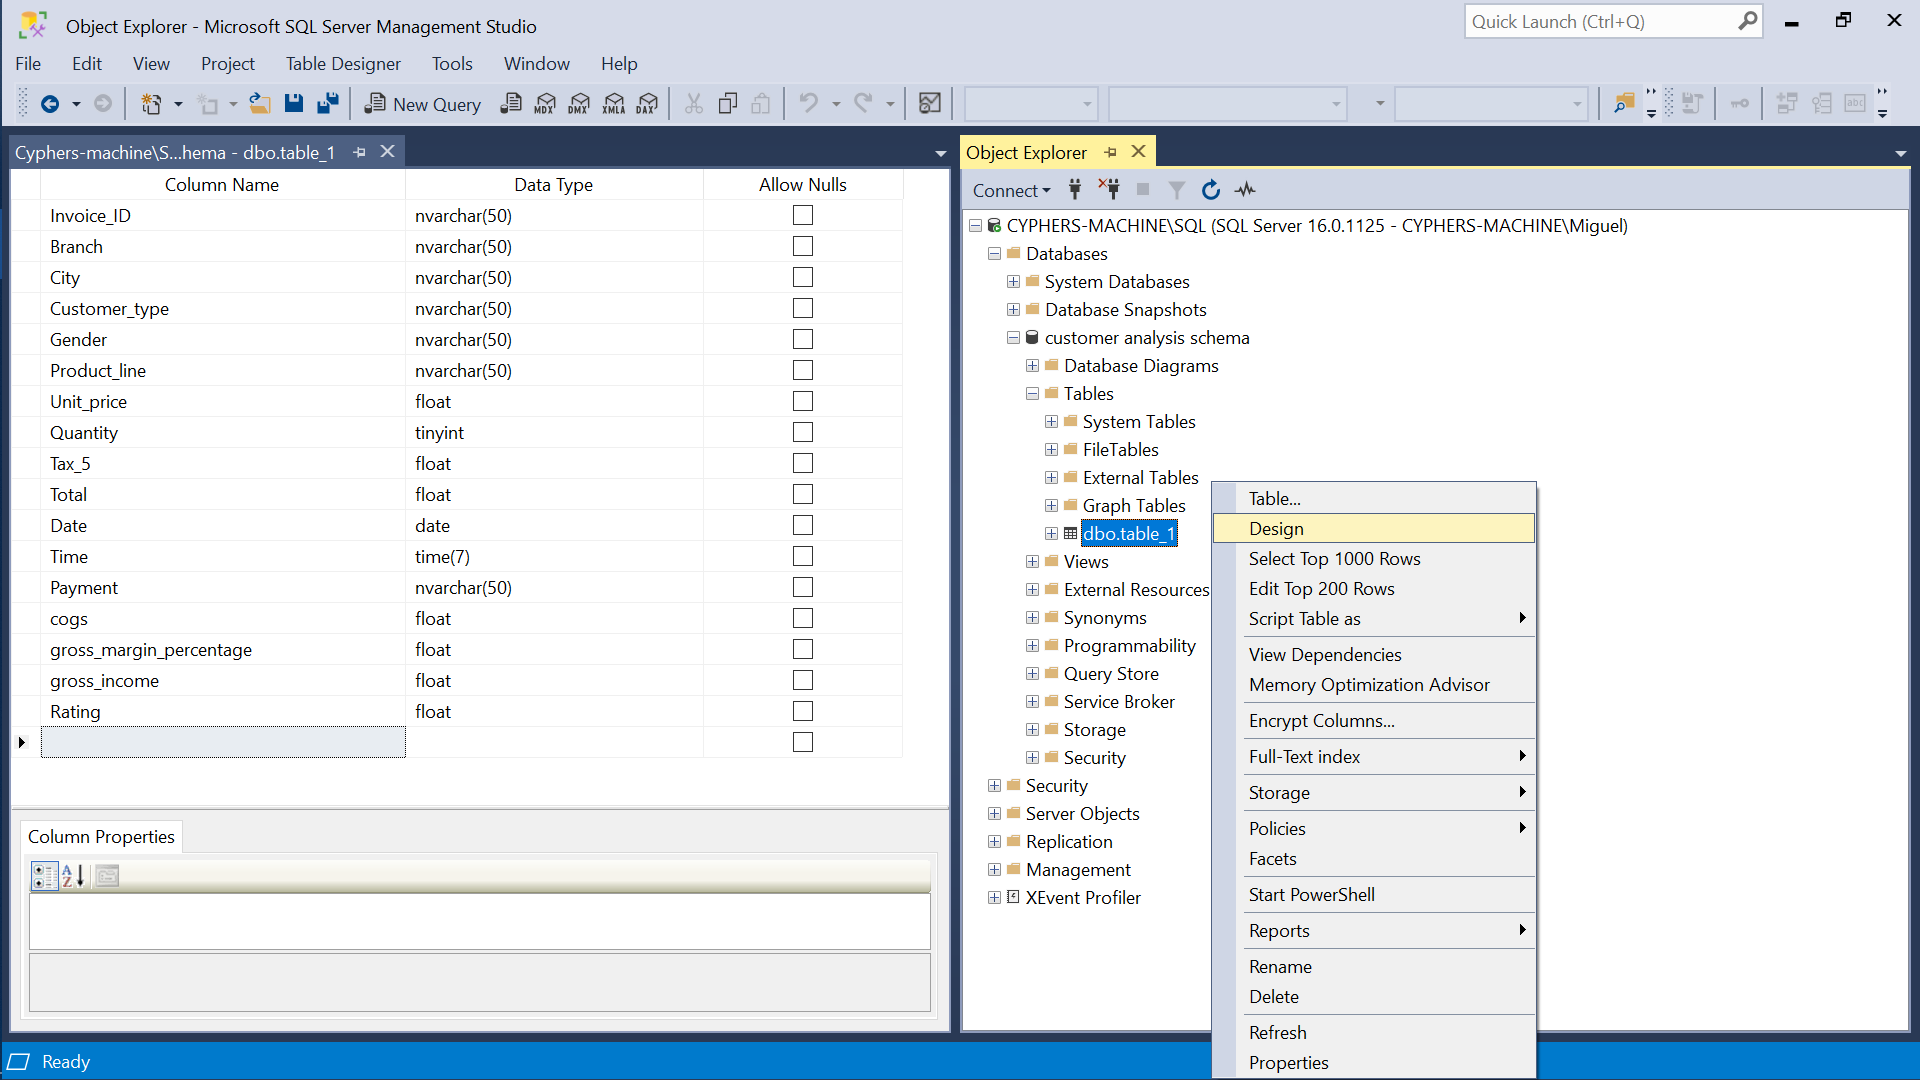 Object Explorer - Microsoft SQL Server Management Studio
Quick Launch (Ctrl+Q)
File Edit View Project Table Designer Tools Window Help
New Query MDX DMX XMLA DAX abc
Cyphers-machine\S...hema - dbo.table_1
Column Name Data Type Allow Nulls
Invoice_ID nvarchar(50)
Branch nvarchar(50)
City nvarchar(50)
Customer_type nvarchar(50)
Gender nvarchar(50)
Product_line nvarchar(50)
Unit_price float
Quantity tinyint
Tax_5 float
Total float
Date date
Time time(7)
Payment nvarchar(50)
cogs float
gross_margin_percentage float
gross_income float
Rating float
Column Properties
AZ
Object Explorer
Connect
CYPHERS-MACHINE\SQL (SQL Server 16.0.1125 - CYPHERS-MACHINE\Miguel)
Databases
System Databases
Database Snapshots
customer analysis schema
Database Diagrams
Tables
System Tables
FileTables
External Tables
Graph Tables
dbo.table_1
Views
External Resources
Synonyms
Programmability
Query Store
Service Broker
Storage
Security
Security
Server Objects
Replication
Management
XEvent Profiler
Table...
Design
Select Top 1000 Rows
Edit Top 200 Rows
Script Table as
View Dependencies
Memory Optimization Advisor
Encrypt Columns...
Full-Text index
Storage
Policies
Facets
Start PowerShell
Reports
Rename
Delete
Refresh
Properties
Ready